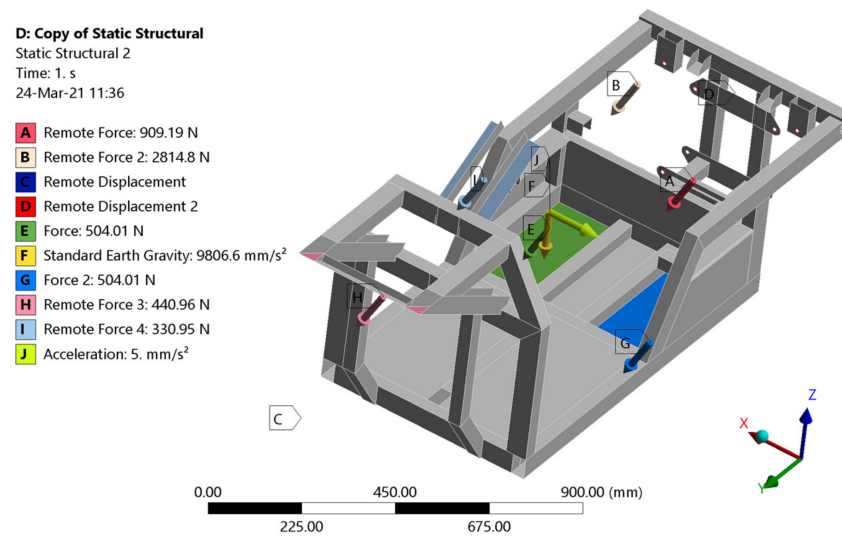 D: Copy of Static Structural
Static Structural 2
Time: 1. s
24-Mar-21 11:36
A Remote Force: 909.19 N
B Remote Force 2: 2814.8 N
C Remote Displacement
D Remote Displacement 2
E Force: 504.01 N
F Standard Earth Gravity: 9806.6 mm/s²
G Force 2: 504.01 N
H Remote Force 3: 440.96 N
I Remote Force 4: 330.95 N
J Acceleration: 5. mm/s²
B
D
J
I
F
A
E
H
G
C
Z
X
Y
0.00 450.00 900.00 (mm)
225.00 675.00